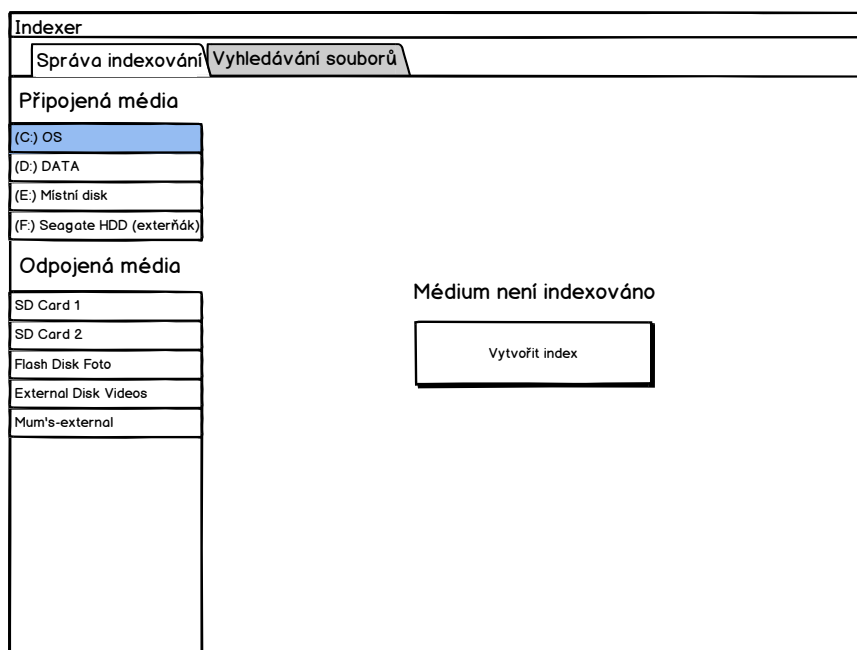 Indexer
Správa indexování
Vyhledávání souborů
Připojená média
(C:) OS
(D:) DATA
(E:) Místní disk
(F:) Seagate HDD (exterňák)
Odpojená média
SD Card 1
SD Card 2
Flash Disk Foto
External Disk Videos
Mum's-external
Médium není indexováno
Vytvořit index